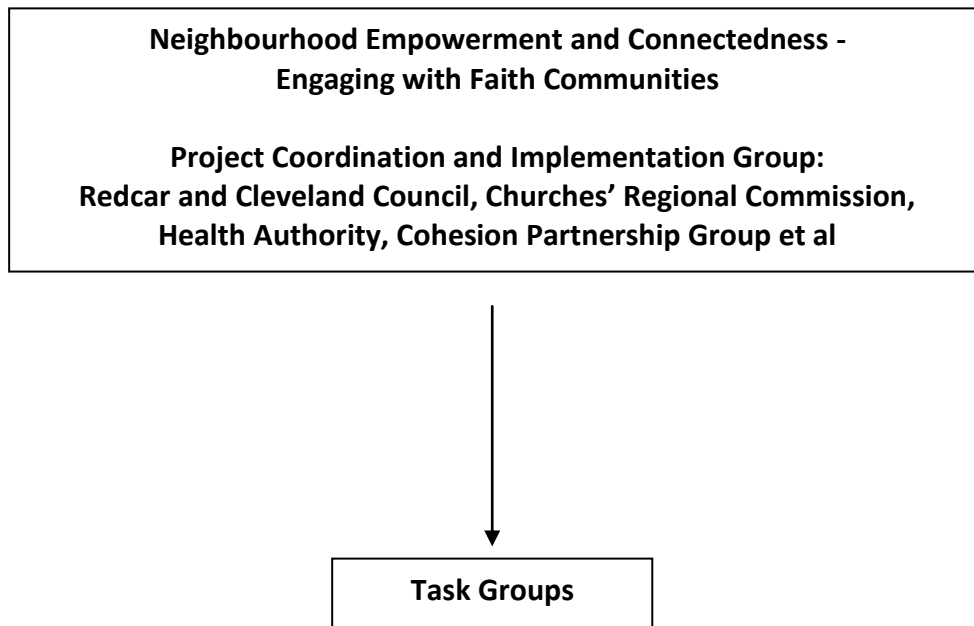 Neighbourhood Empowerment and Connectedness -
Engaging with Faith Communities
Project Coordination and Implementation Group:
Redcar and Cleveland Council, Churches’ Regional Commission,
Health Authority, Cohesion Partnership Group et al
Task Groups